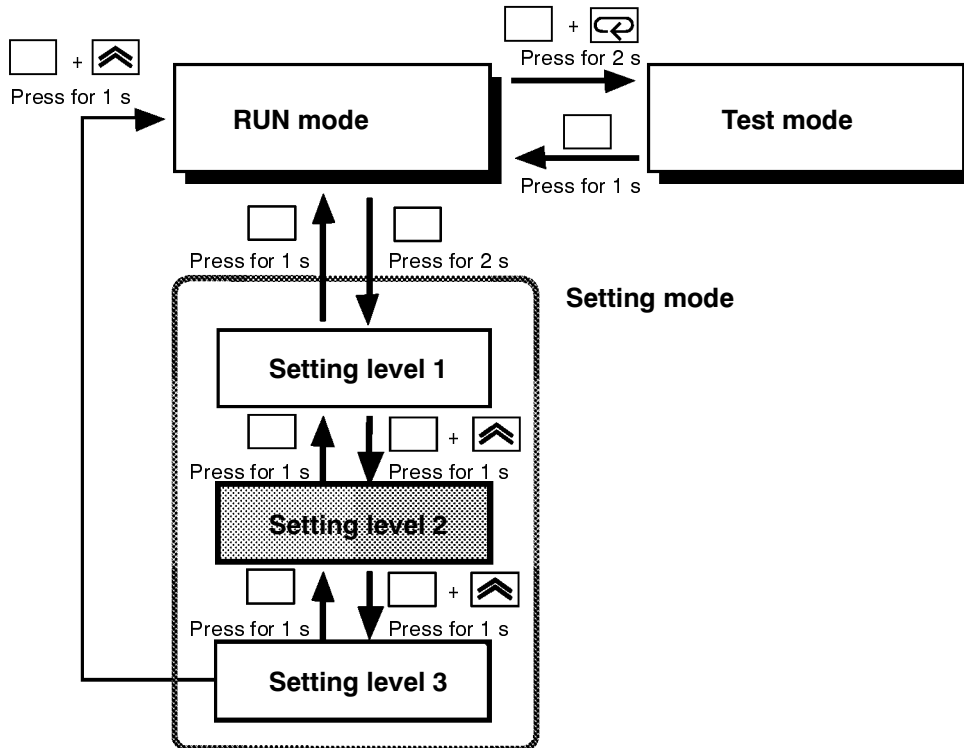 +
Press for 2 s
+
Press for 1 s
RUN mode
Test mode
Press for 1 s
Press for 1 s
Press for 2 s
Setting mode
Setting level 1
+
Press for 1 s
Press for 1 s
Setting level 2
+
Press for 1 s
Press for 1 s
Setting level 3